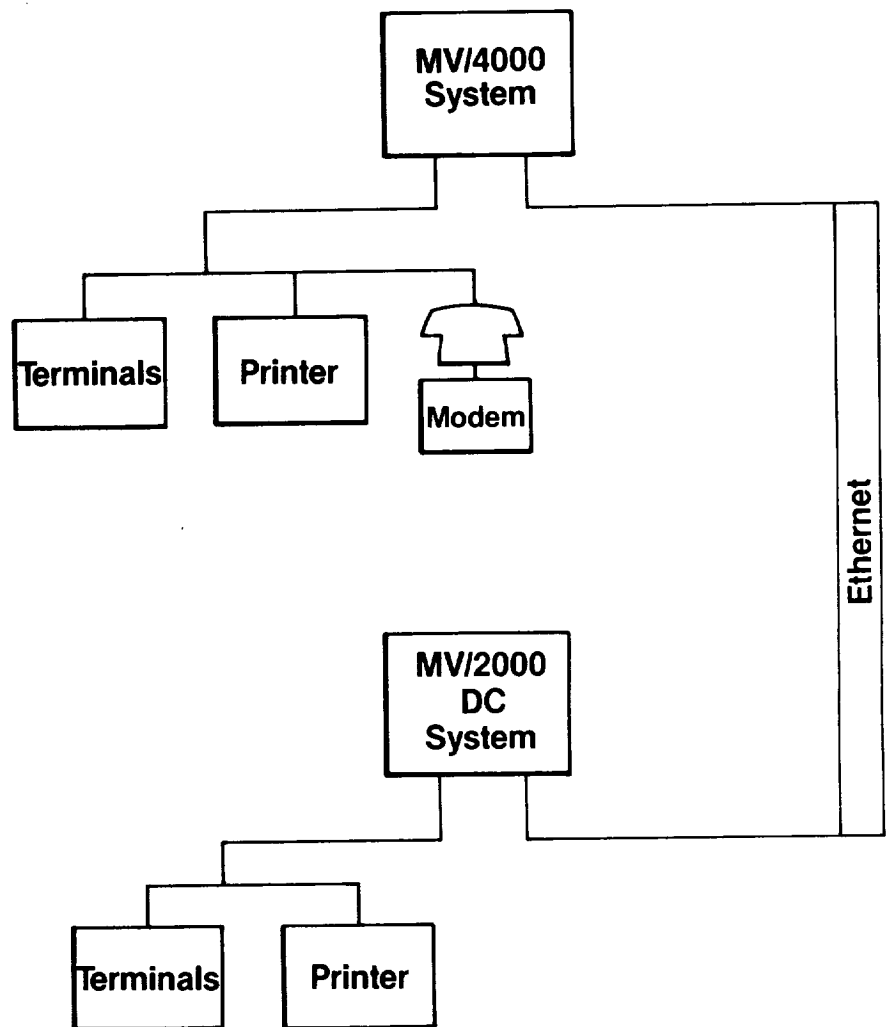 MV/4000
System
Terminals
Printer
Modem
Ethernet
MV/2000
DC
System
Terminals
Printer